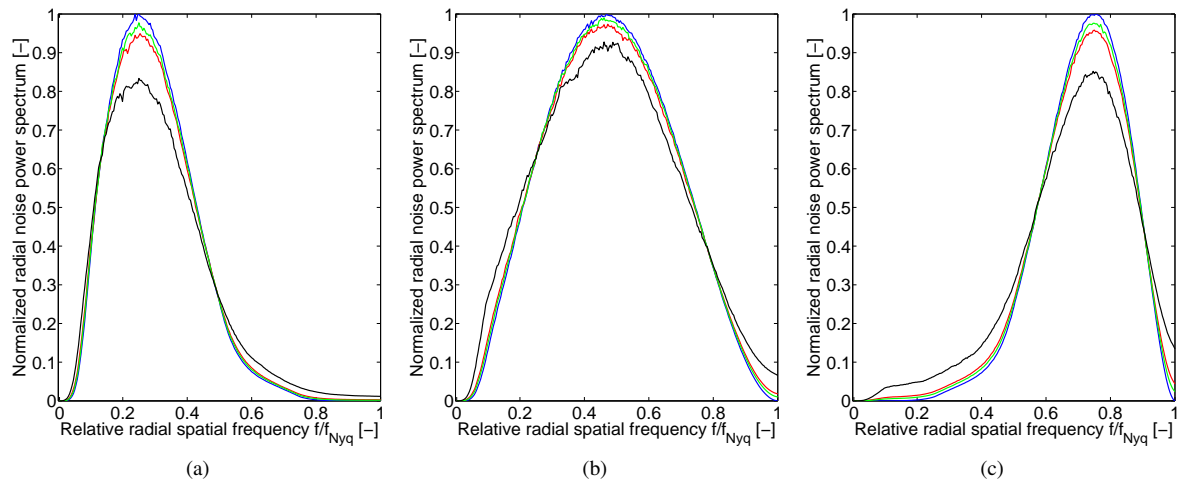 Normalized radial noise power spectrum [–]
1
0.9
0.8
0.7
0.6
0.5
0.4
0.3
0.2
0.1
0
0 0.2 0.4 0.6 0.8 1
Relative radial spatial frequency f/f_Nyq [–]
(a)
Normalized radial noise power spectrum [–]
1
0.9
0.8
0.7
0.6
0.5
0.4
0.3
0.2
0.1
0
0 0.2 0.4 0.6 0.8 1
Relative radial spatial frequency f/f_Nyq [–]
(b)
Normalized radial noise power spectrum [–]
1
0.9
0.8
0.7
0.6
0.5
0.4
0.3
0.2
0.1
0
0 0.2 0.4 0.6 0.8 1
Relative radial spatial frequency f/f_Nyq [–]
(c)